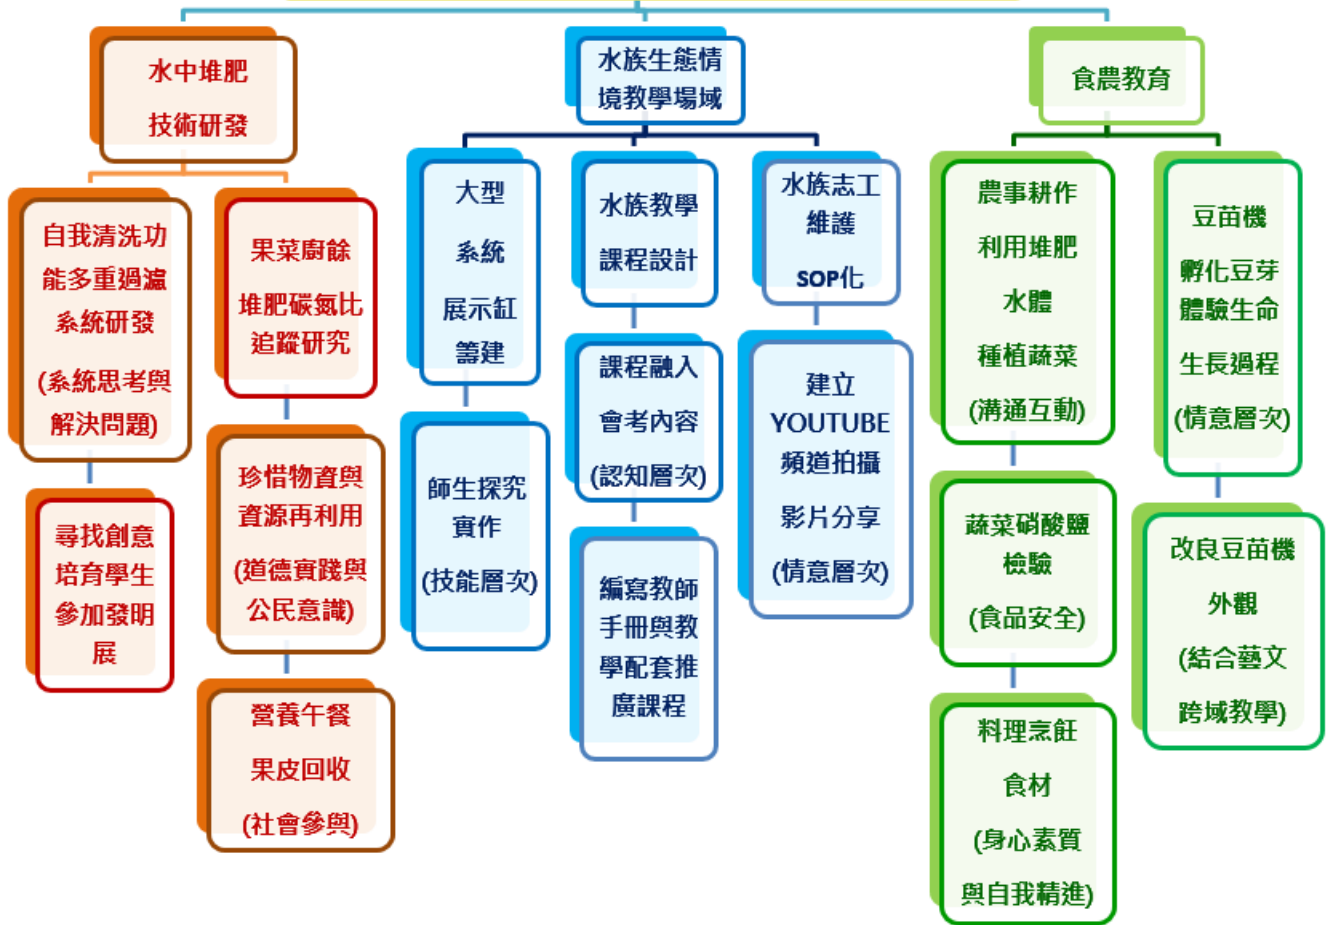 水中堆肥
技術研發
自我清洗功
能多重過濾
系統研發
(系統思考與
解決問題)
尋找創意
培育學生
參加發明
展
果菜廚餘
堆肥碳氮比
追蹤研究
珍惜物資與
資源再利用
(道德實踐與
公民意識)
營養午餐
果皮回收
(社會參與)
水族生態情
境教學場域
大型
系統
展示缸
籌建
師生探究
實作
(技能層次)
水族教學
課程設計
課程融入
會考內容
(認知層次)
編寫教師
手冊與教
學配套推
廣課程
水族志工
維護
SOP化
建立
YOUTUBE
頻道拍攝
影片分享
(情意層次)
食農教育
農事耕作
利用堆肥
水體
種植蔬菜
(溝通互動)
蔬菜硝酸鹽
檢驗
(食品安全)
料理烹飪
食材
(身心素質
與自我精進)
豆苗機
孵化豆芽
體驗生命
生長過程
(情意層次)
改良豆苗機
外觀
(結合藝文
跨域教學)